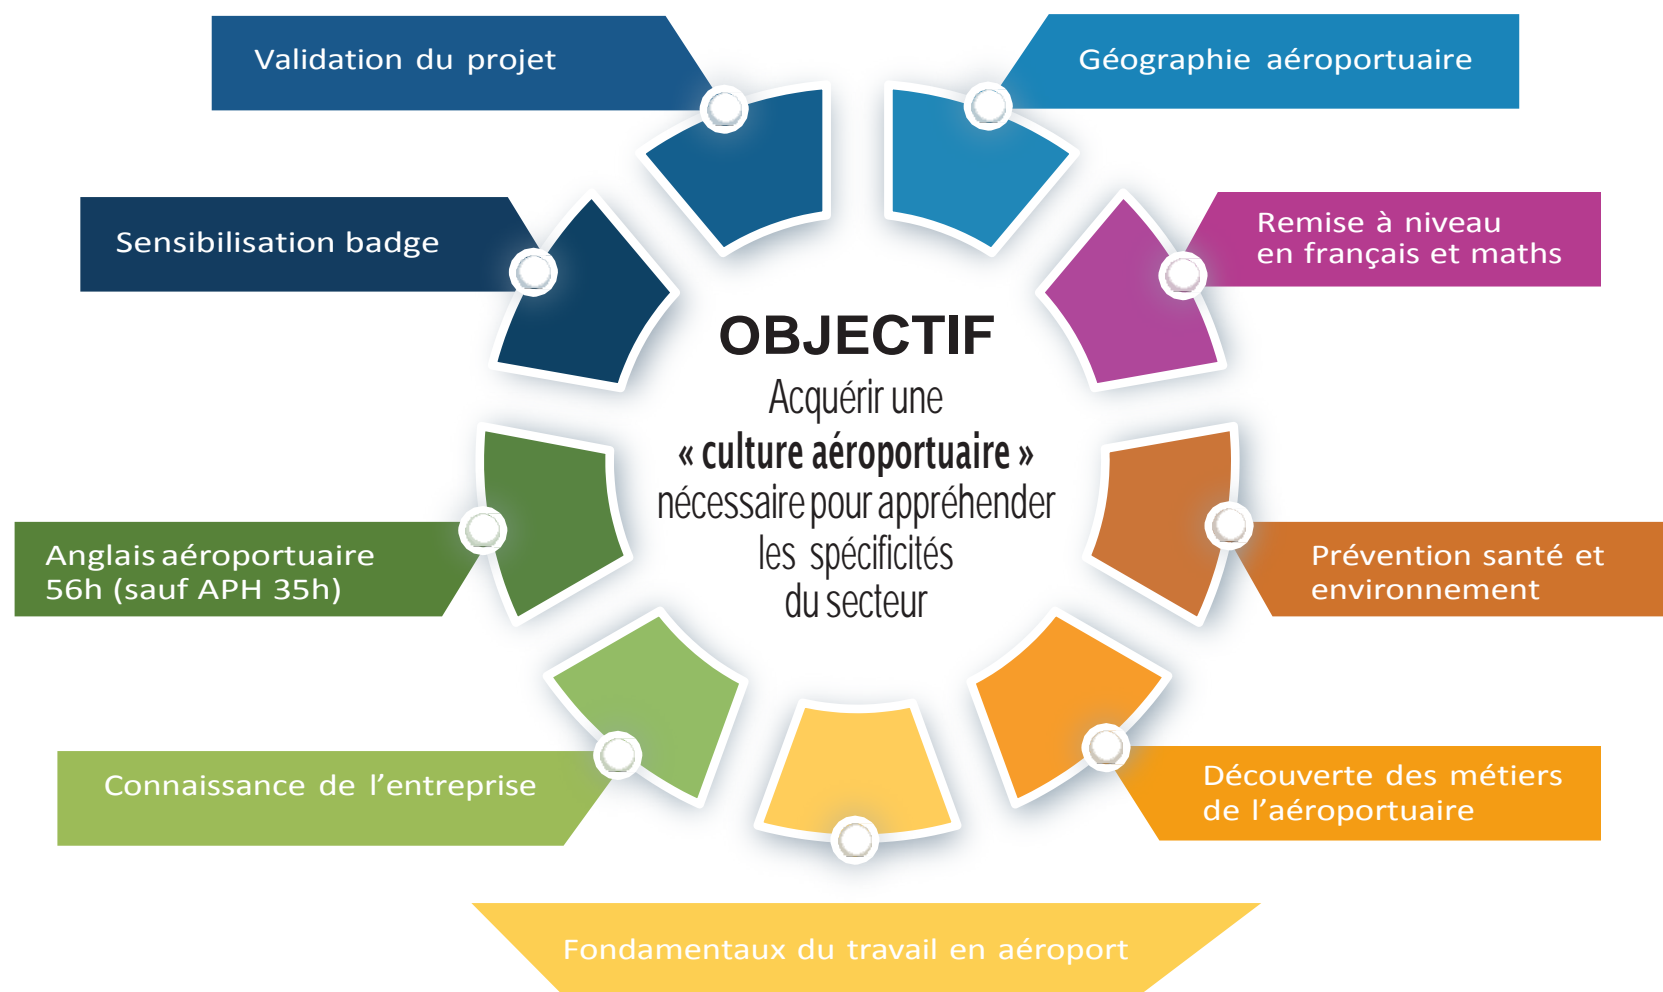 Validation du projet
Géographie aéroportuaire
Sensibilisation badge
Remise à niveau
en français et maths
OBJECTIF
Acquérir une
« culture aéroportuaire »
nécessaire pour appréhender
les spécificités
du secteur
Anglais aéroportuaire
56h (sauf APH 35h)
Prévention santé et
environnement
Connaissance de l’entreprise
Découverte des métiers
de l’aéroportuaire
Fondamentaux du travail en aéroport